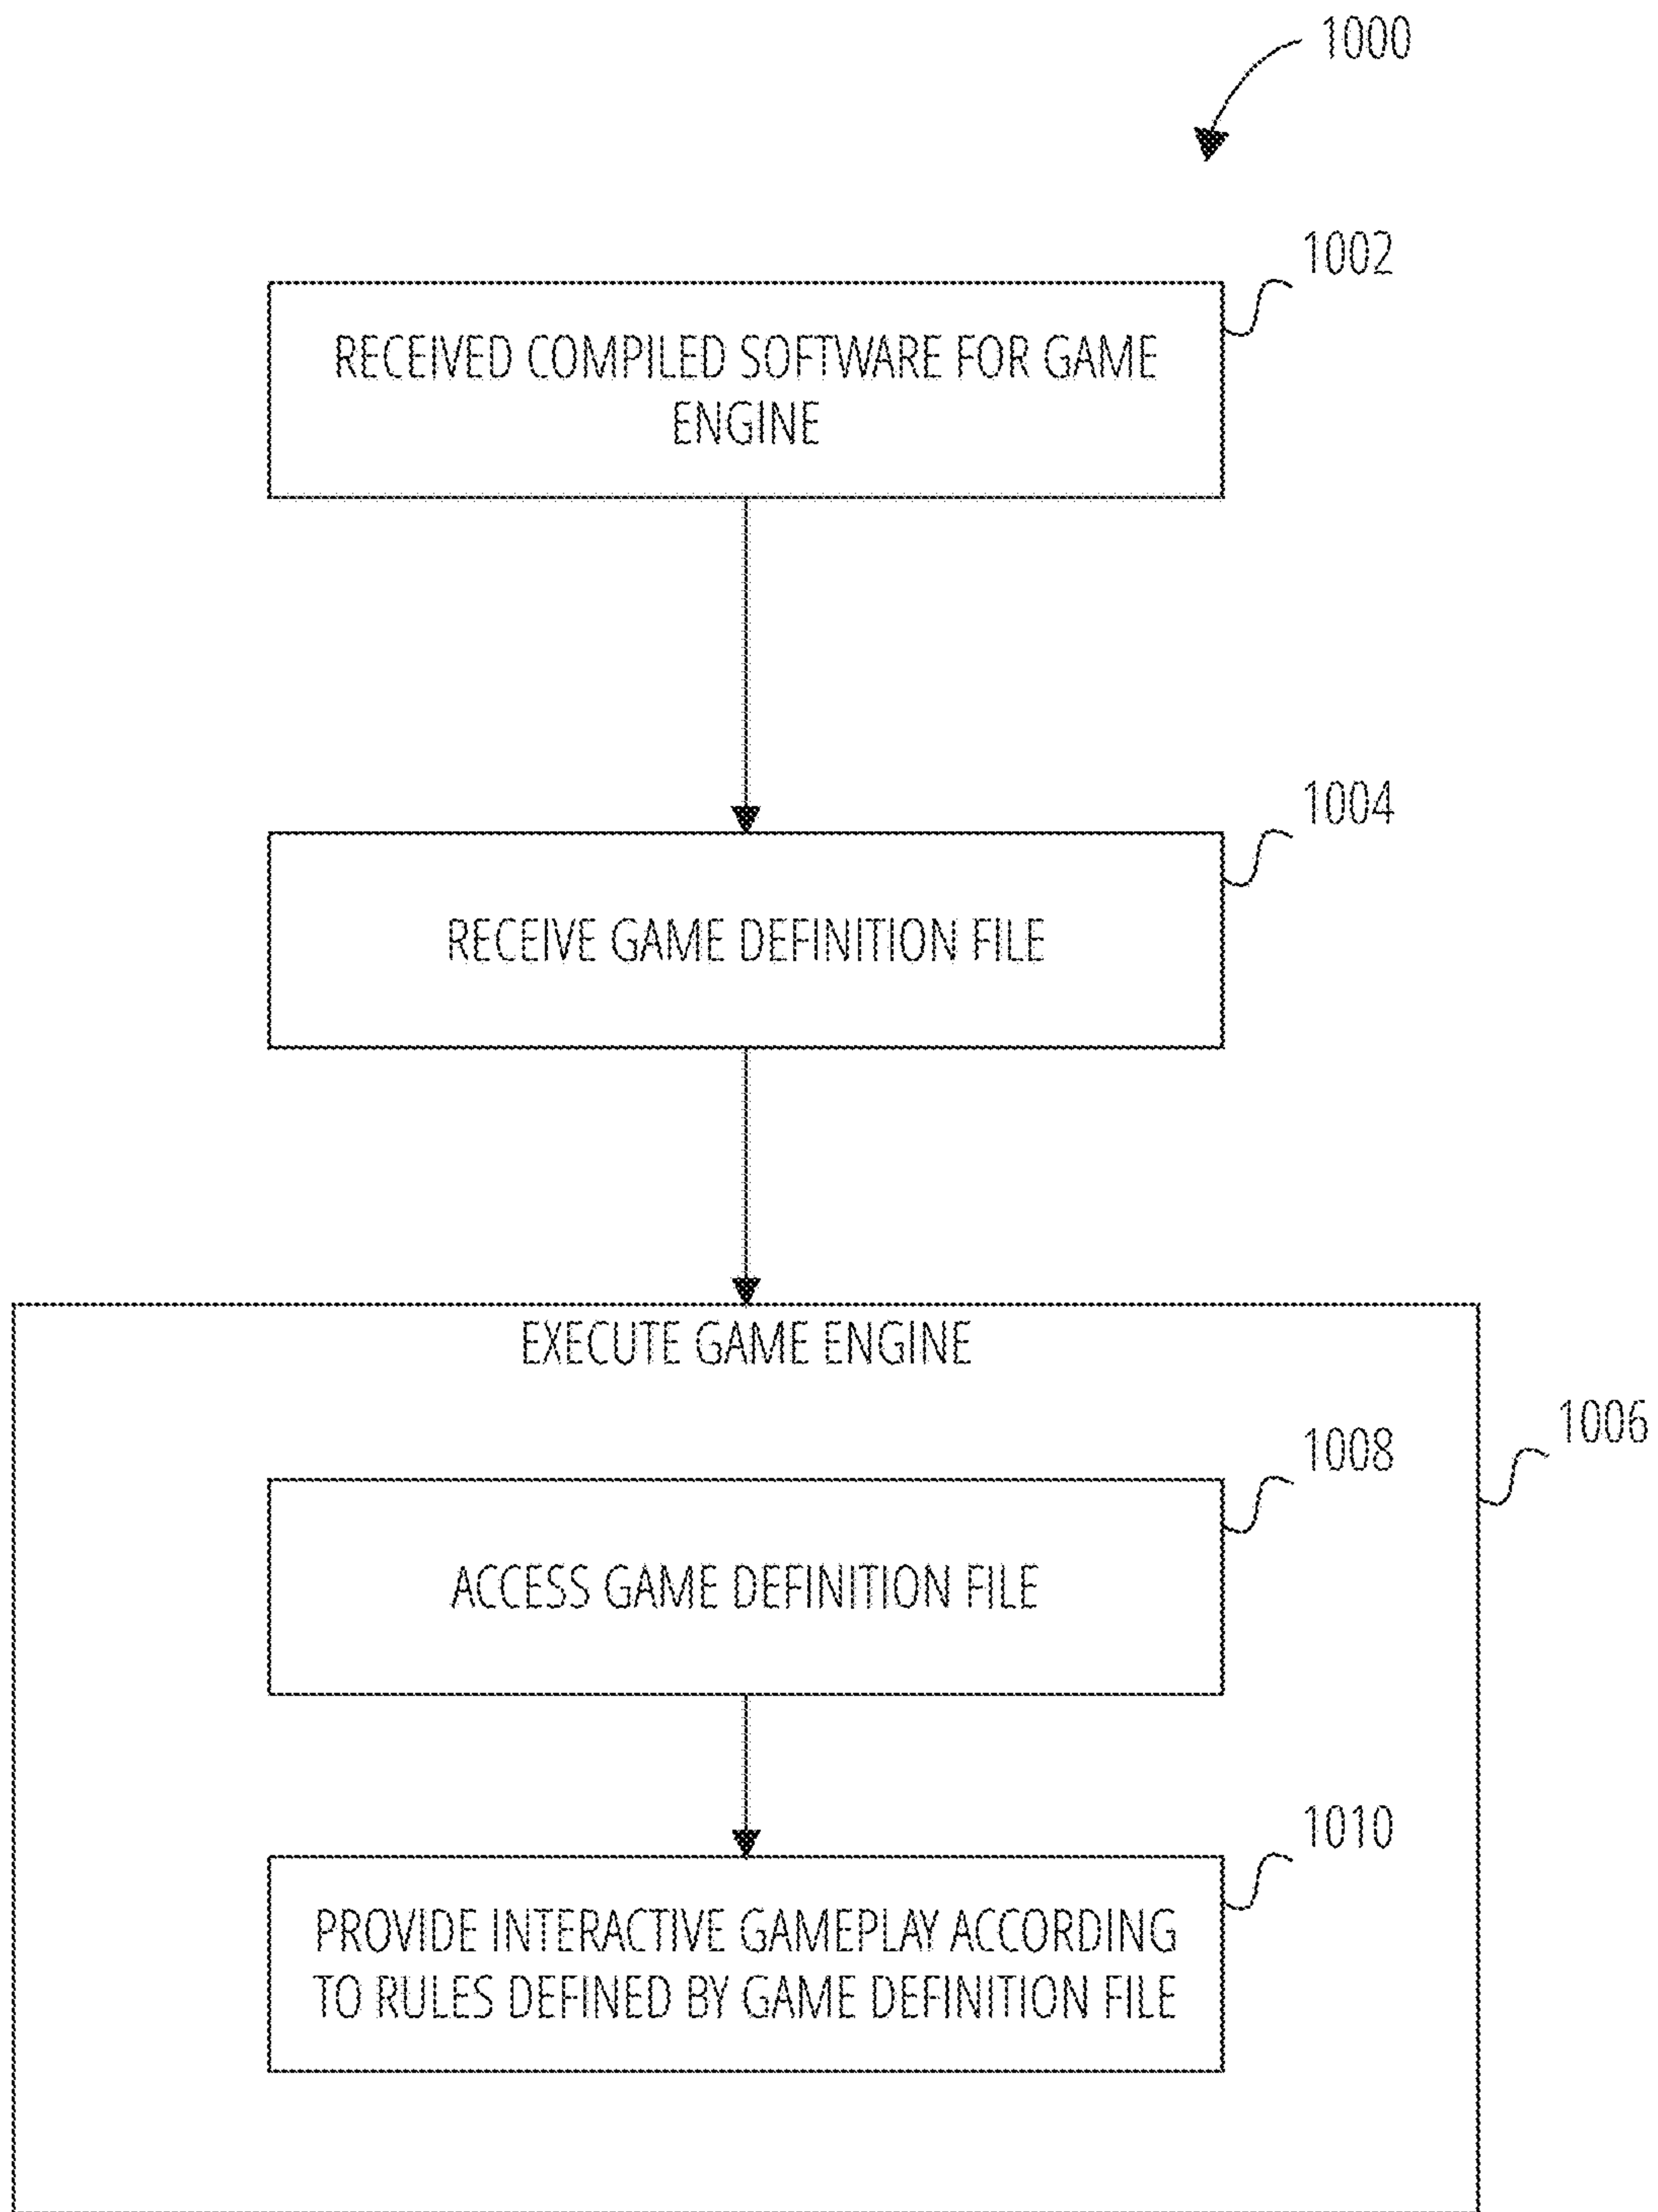 1000
1002
RECEIVED COMPILED SOFTWARE FOR GAME
ENGINE
1004
RECEIVE GAME DEFINITION FILE
EXECUTE GAME ENGINE
1006
1008
ACCESS GAME DEFINITION FILE
1010
PROVIDE INTERACTIVE GAMEPLAY ACCORDING
TO RULES DEFINED BY GAME DEFINITION FILE